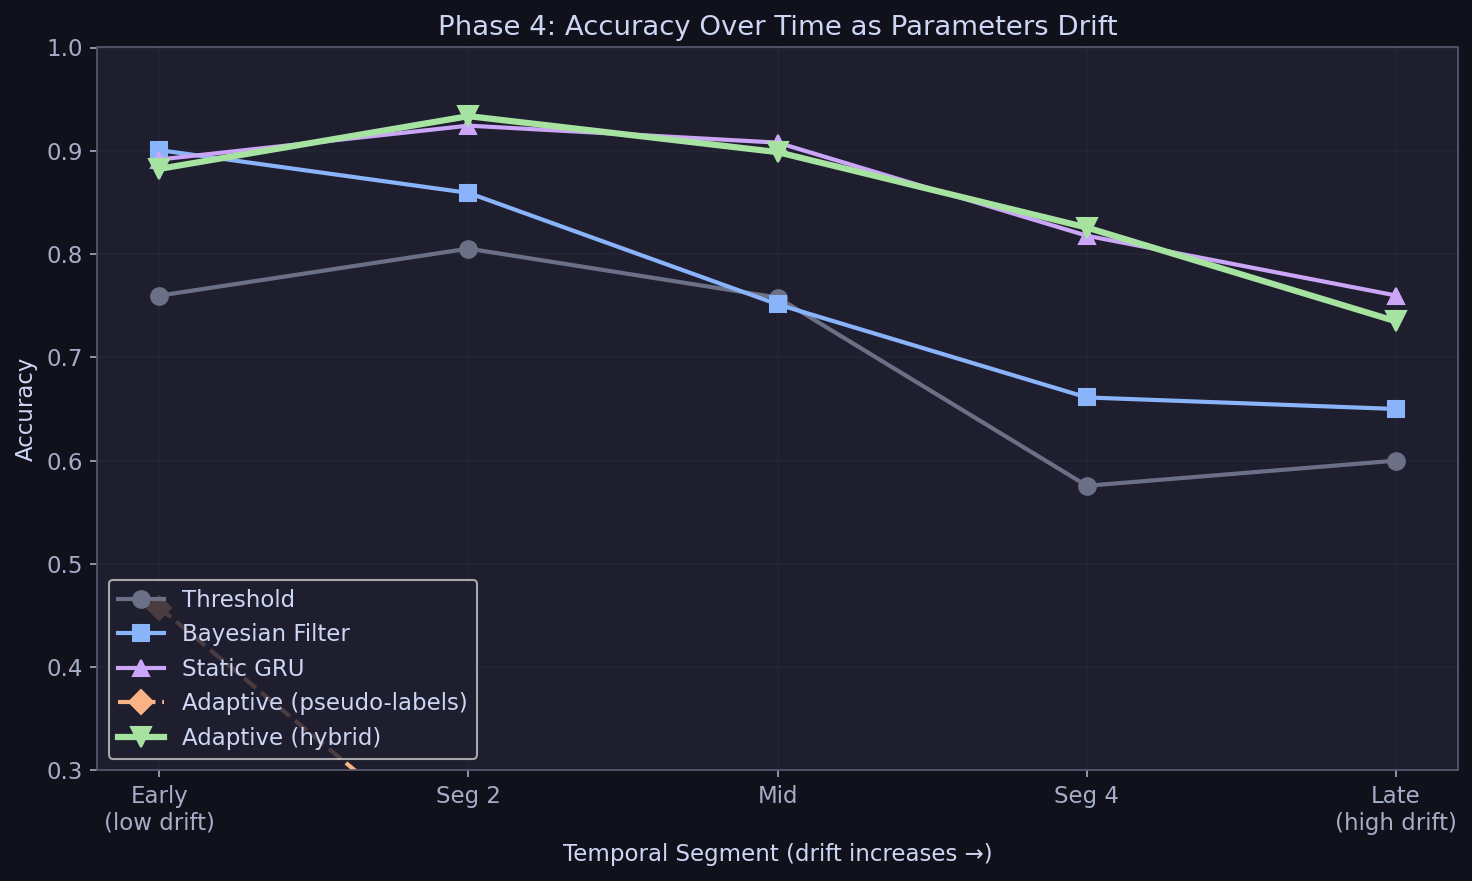 Phase 4: Accuracy Over Time as Parameters Drift
Accuracy
1.0
0.9
0.8
0.7
0.6
0.5
0.4
0.3
Threshold
Bayesian Filter
Static GRU
Adaptive (pseudo-labels)
Adaptive (hybrid)
Early
(low drift)
Seg 2
Mid
Seg 4
Late
(high drift)
Temporal Segment (drift increases →)